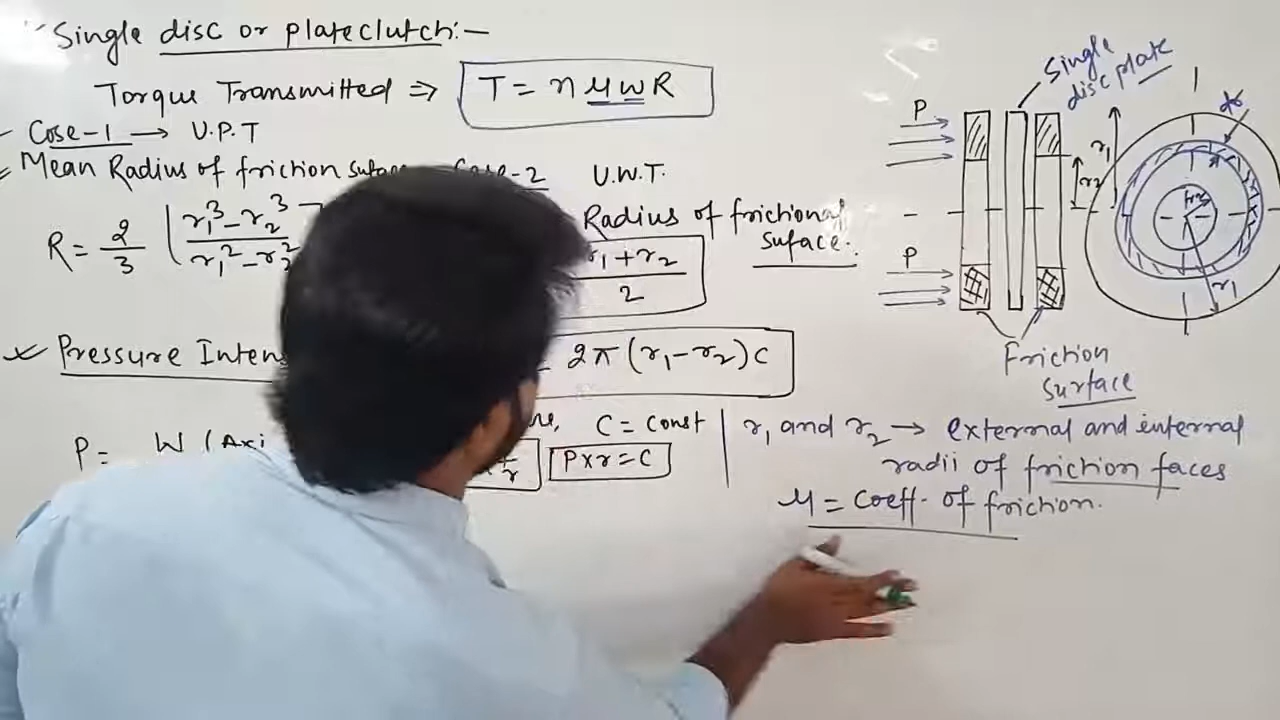 Single disc or plate clutch:-
Torque Transmitted ⇒ T = n μ w R
Case-1 → U.P.T
Mean Radius of friction
-2 U.W.T.
R = 2/3 [ r₁³ - r₂³ / r₁² - r₂²
Radius of frictional
suface.
r₁ + r₂ / 2
Pressure Inten
2π (r₁ - r₂) C
C = Const
P = W (Axi
P x r = C
Single
disc plate
P
P
r₁
r₂
r₁
Friction
surface
r₁ and r₂ → external and internal
radii of friction faces
μ = Coeff. of friction.